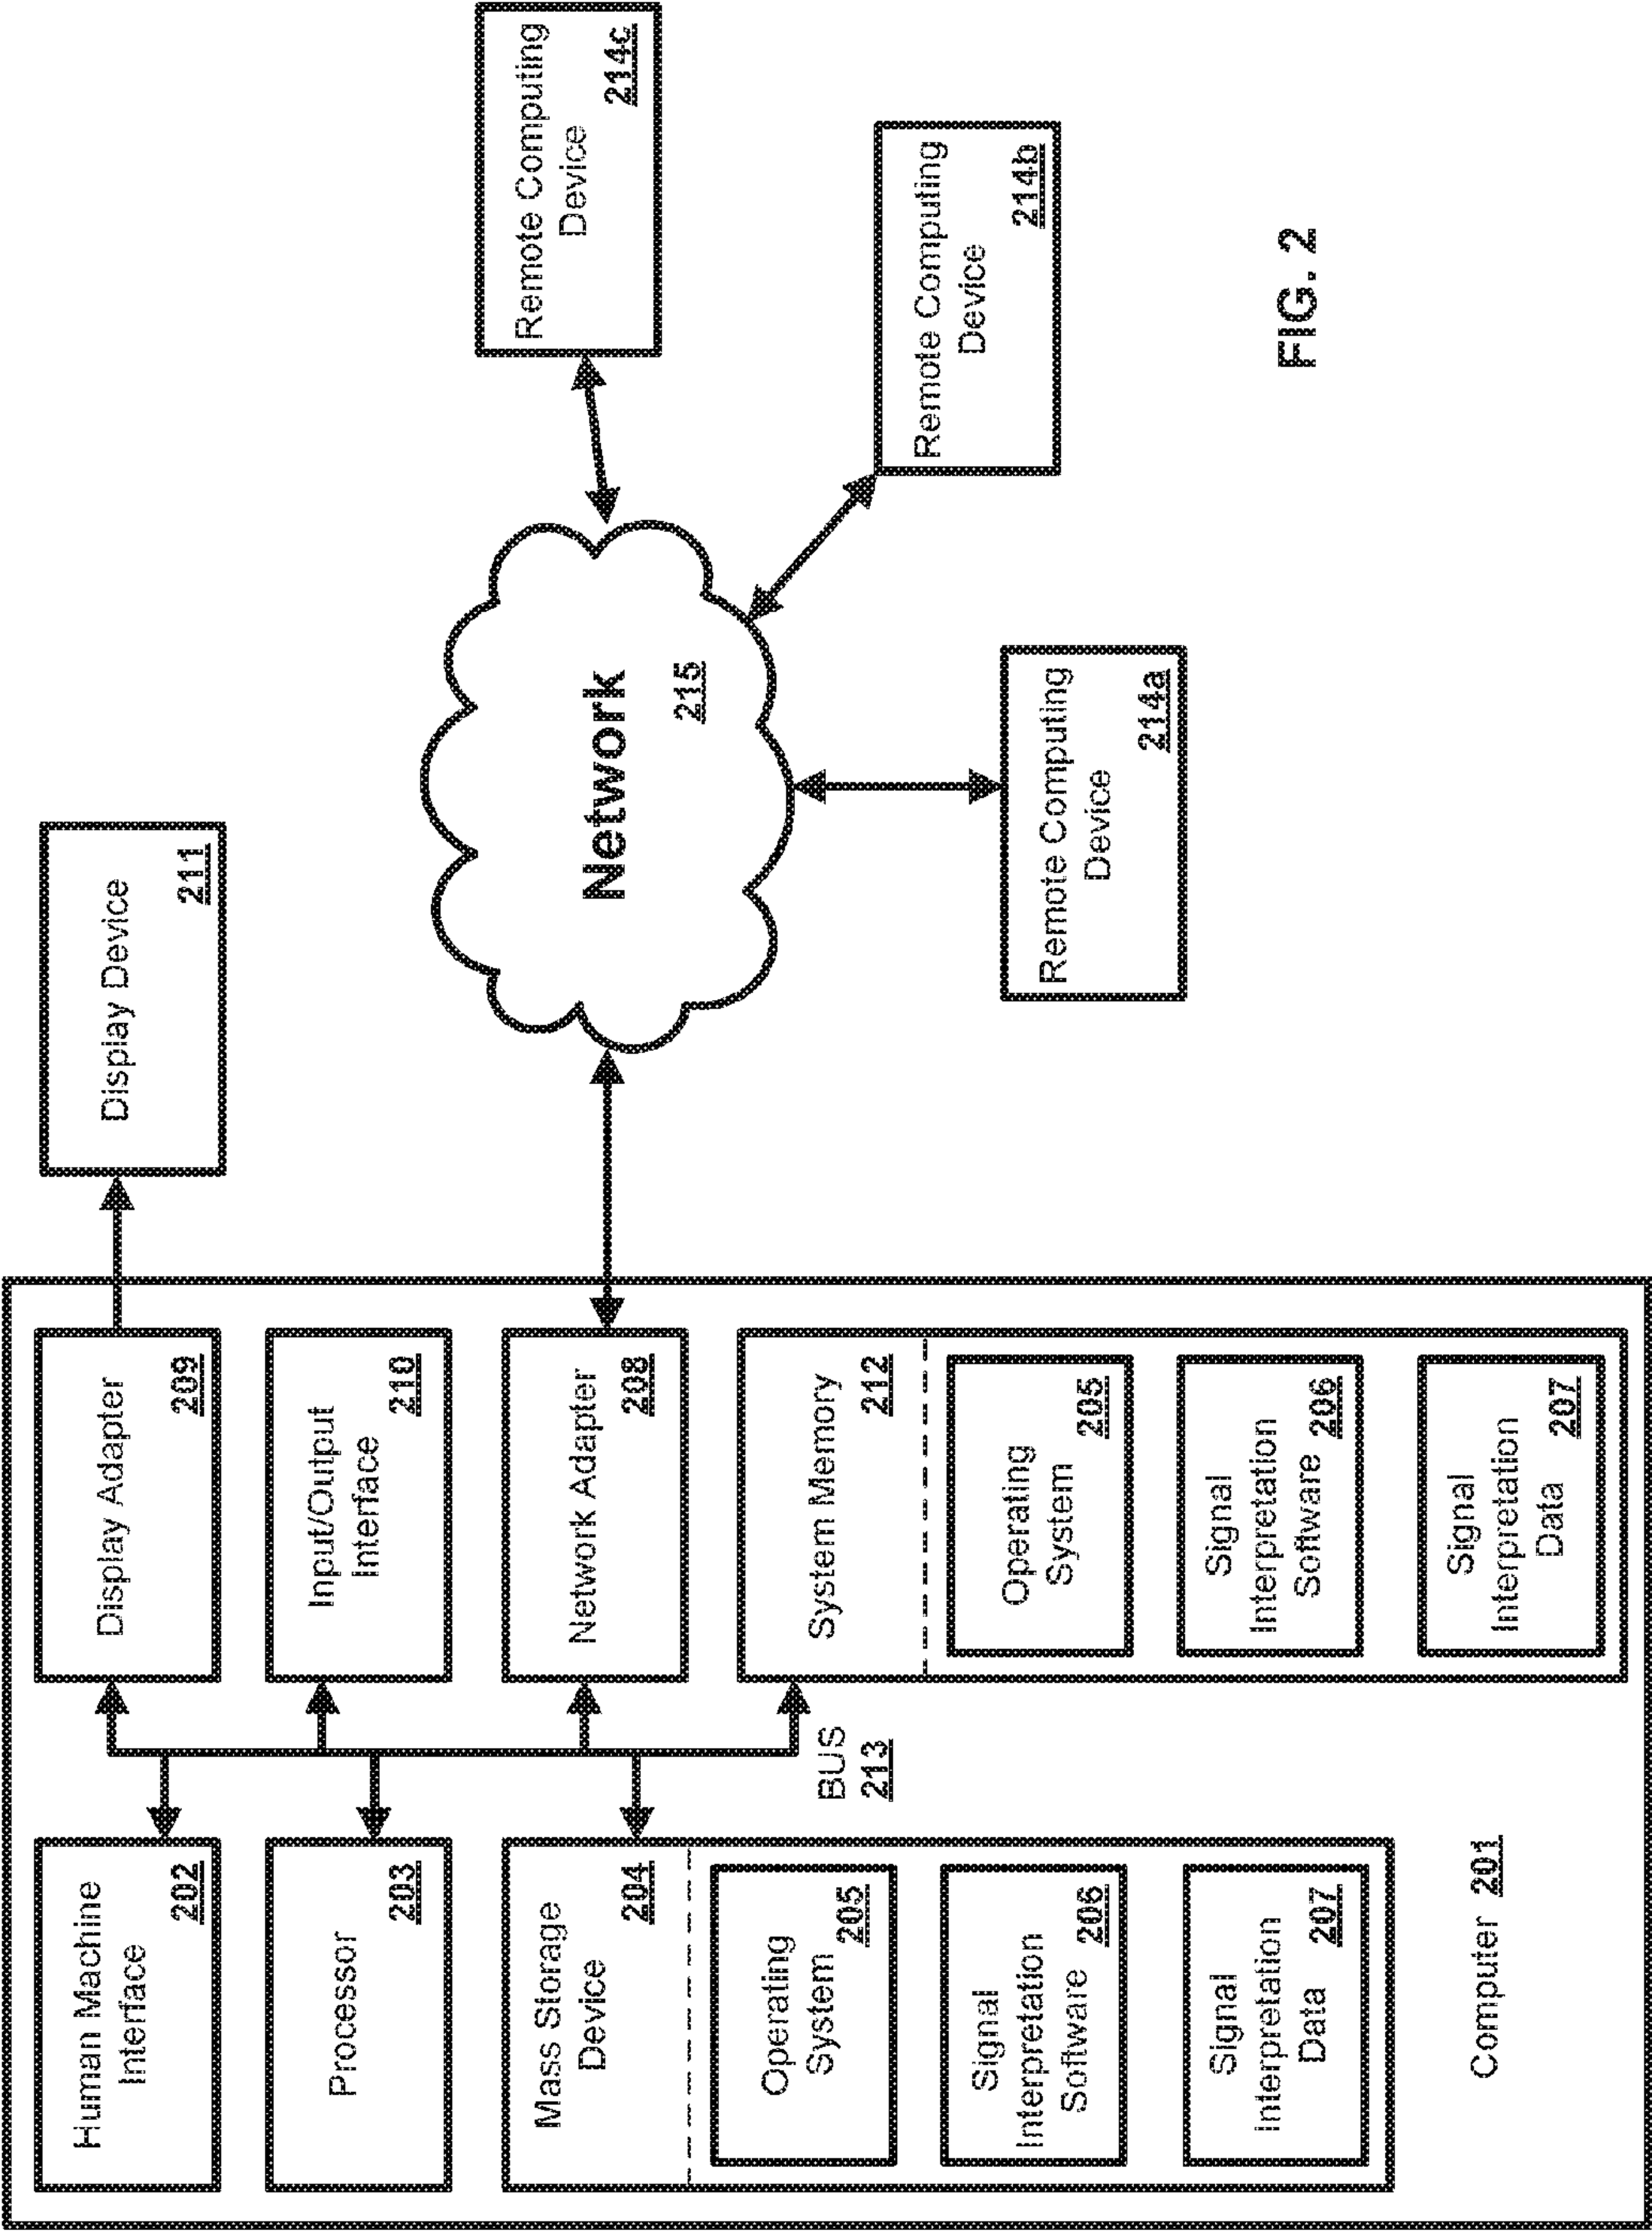 Human Machine
Interface
202
Processor
203
Mass Storage
Device
204
Operating
System
205
Signal
Interpretation
Software
206
Signal
Interpretation
Data
207
Computer 201
BUS
213
Display Adapter
209
Input/Output
Interface
210
Network Adapter
208
System Memory
212
Operating
System
205
Signal
Interpretation
Software 206
Signal
Interpretation
Data
207
Display Device
211
Network
215
Remote Computing
Device
214a
Remote Computing
Device
214b
Remote Computing
Device
214c
FIG. 2